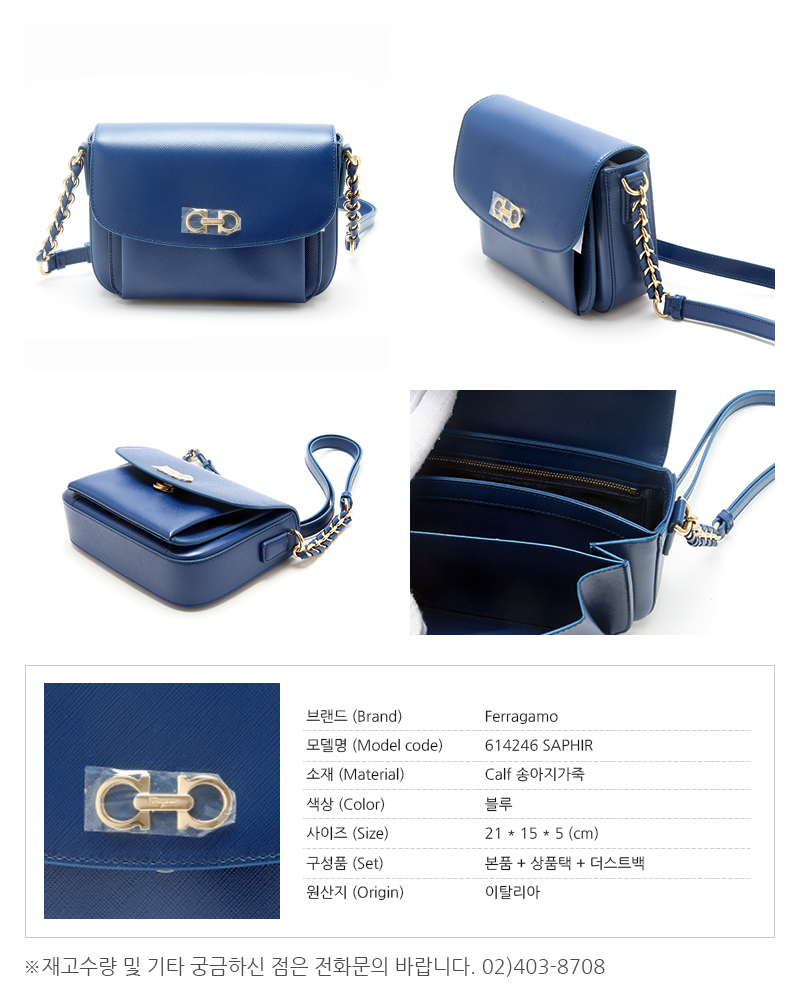 브랜드 (Brand) Ferragamo
모델명 (Model code) 614246 SAPHIR
소재 (Material) Calf 송아지가죽
색상 (Color) 블루
사이즈 (Size) 21 * 15 * 5 (cm)
구성품 (Set) 본품 + 상품택 + 더스트백
원산지 (Origin) 이탈리아
※재고수량 및 기타 궁금하신 점은 전화문의 바랍니다. 02)403-8708